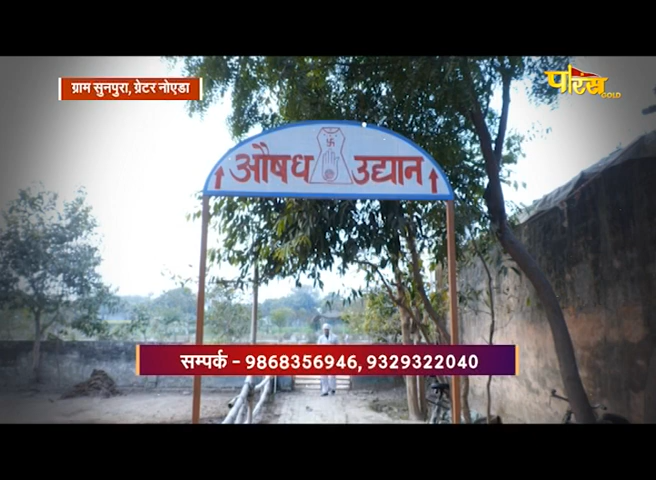 ग्राम सुनपुरा, ग्रेटर नोएडा
पारस
GOLD
औषध उद्यान
सम्पर्क - 9868356946, 9329322040